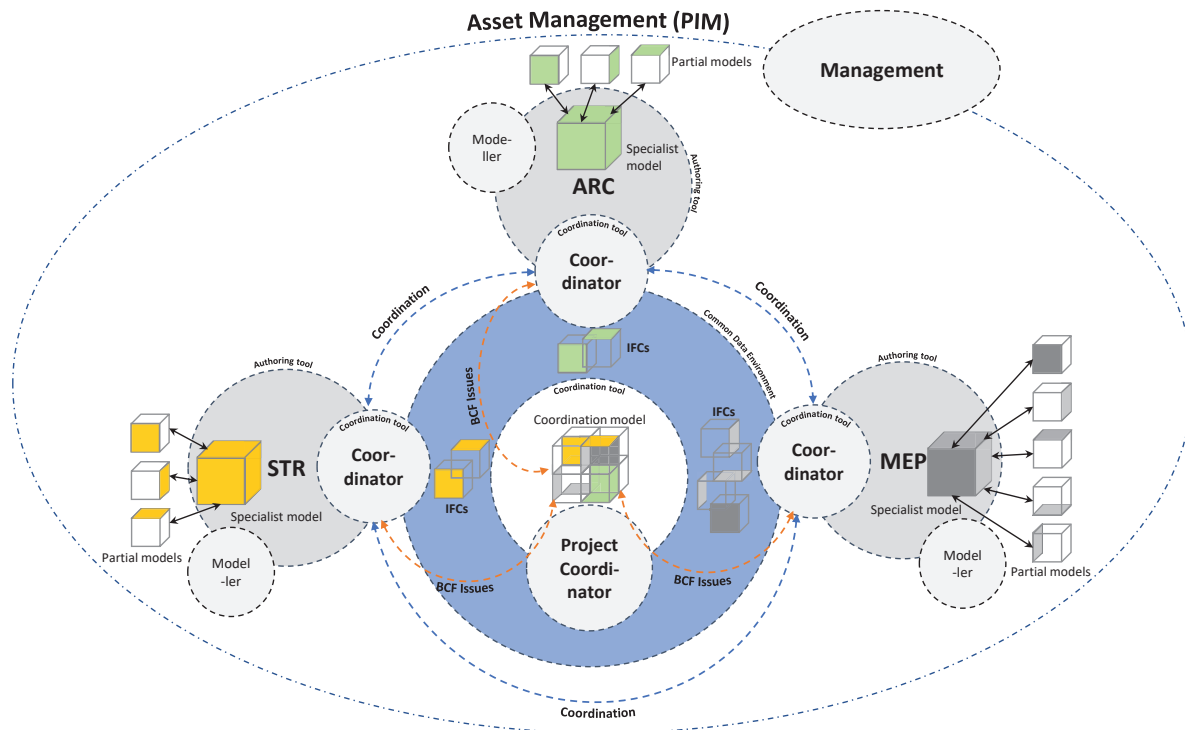 Asset Management (PIM)
Management
Partial models
Mode-
ller
Specialist
model
ARC
Authoring tool
Coordination tool
Coor-
dinator
Coordination
Coordination
Common Data Environment
IFCs
BCF Issues
Coordination tool
Coordination model
Authoring tool
Coordination tool
Coor-
dinator
STR
Specialist model
Partial models
Model
-ler
IFCs
IFCs
Authoring tool
Coordination tool
Coor-
dinator
MEP
Specialist model
Model
-ler
Partial models
Project
Coordi-
nator
BCF Issues
BCF Issues
Coordination